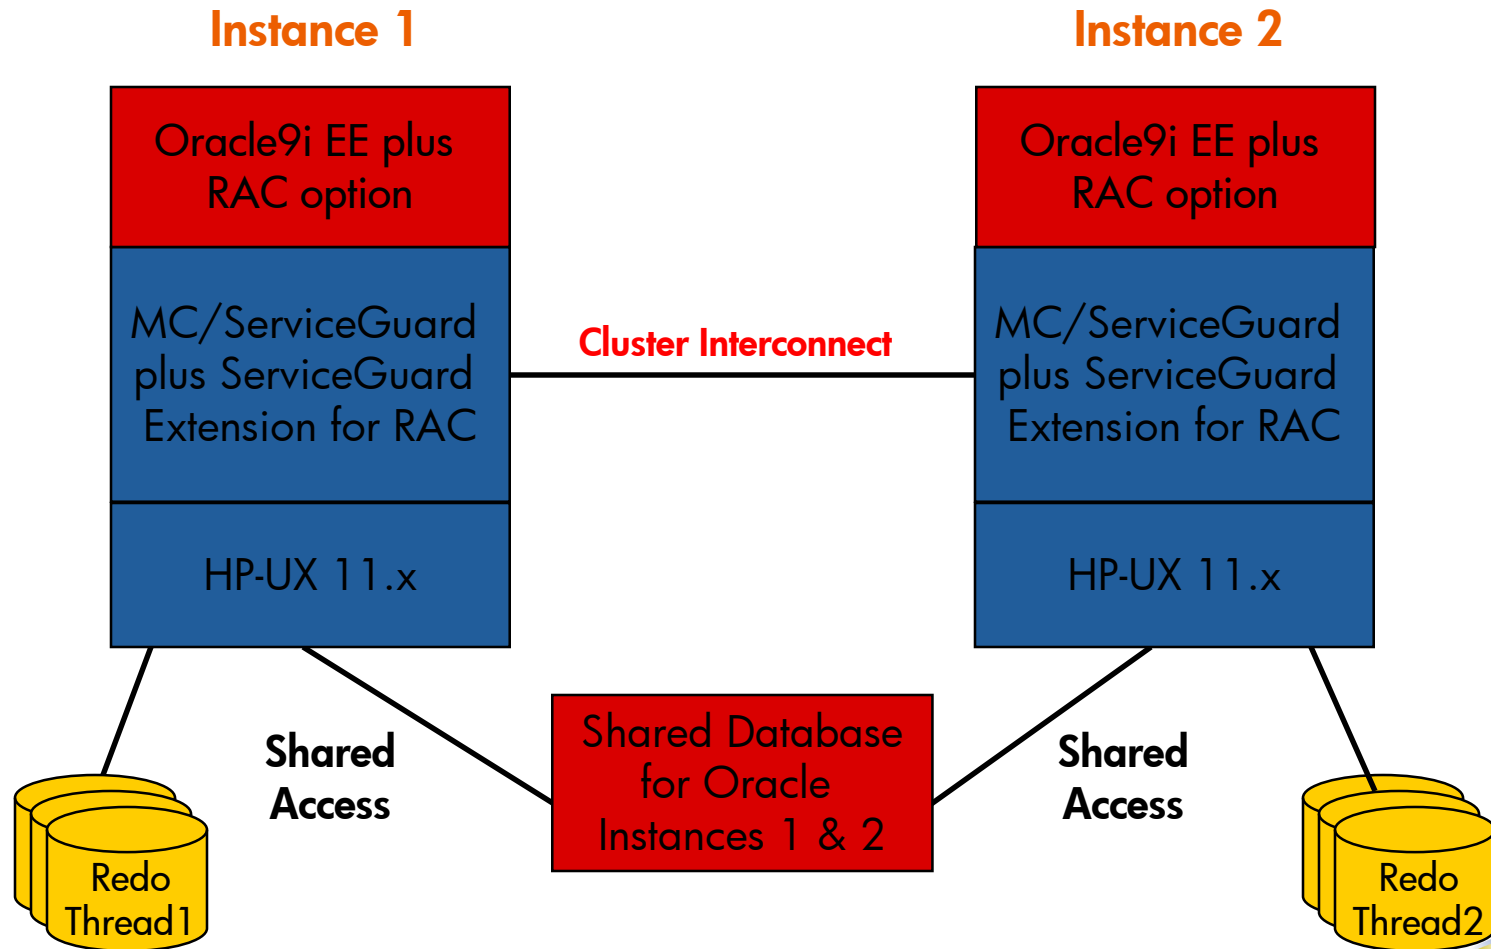 Instance 1
Instance 2
Oracle9i EE plus
RAC option
Oracle9i EE plus
RAC option
MC/ServiceGuard
plus ServiceGuard
Extension for RAC
Cluster Interconnect
MC/ServiceGuard
plus ServiceGuard
Extension for RAC
HP-UX 11.x
HP-UX 11.x
Shared
Access
Shared Database
for Oracle
Instances 1 & 2
Shared
Access
Redo
Thread1
Redo
Thread2